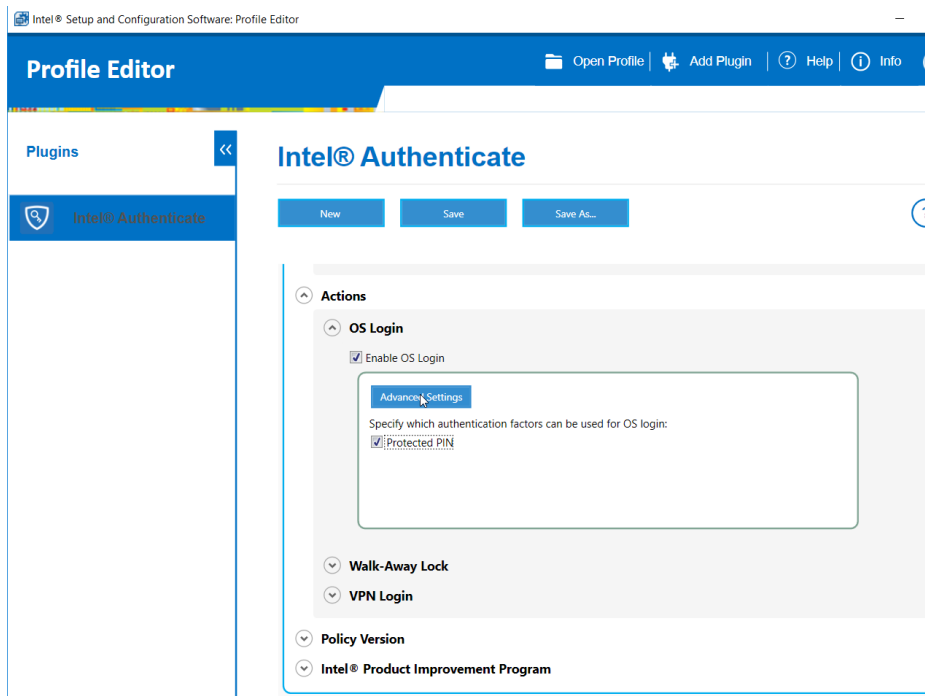 Intel® Setup and Configuration Software: Profile Editor
Profile Editor
Open Profile
Add Plugin
? Help
i Info
Plugins
Intel® Authenticate
Intel® Authenticate
New
Save
Save As...
Actions
OS Login
Enable OS Login
Advanced Settings
Specify which authentication factors can be used for OS login:
Protected PIN
Walk-Away Lock
VPN Login
Policy Version
Intel® Product Improvement Program